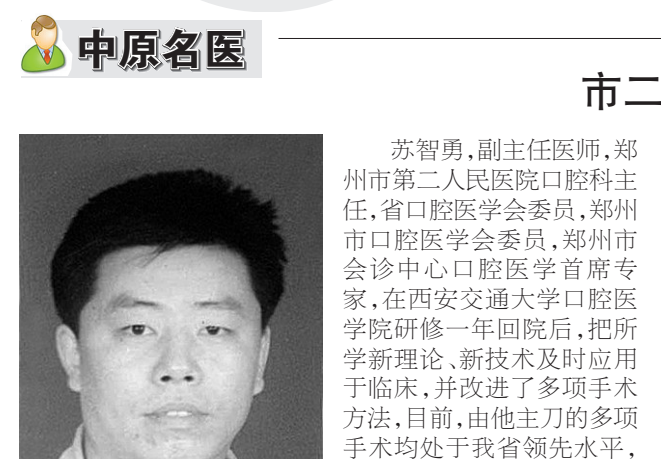 中原名医
市二
苏智勇,副主任医师,郑
州市第二人民医院口腔科主
任,省口腔医学会委员,郑州
市口腔医学会委员,郑州市
会诊中心口腔医学首席专
家,在西安交通大学口腔医
学院研修一年回院后,把所
学新理论、新技术及时应用
于临床,并改进了多项手术
方法,目前,由他主刀的多项
手术均处于我省领先水平,